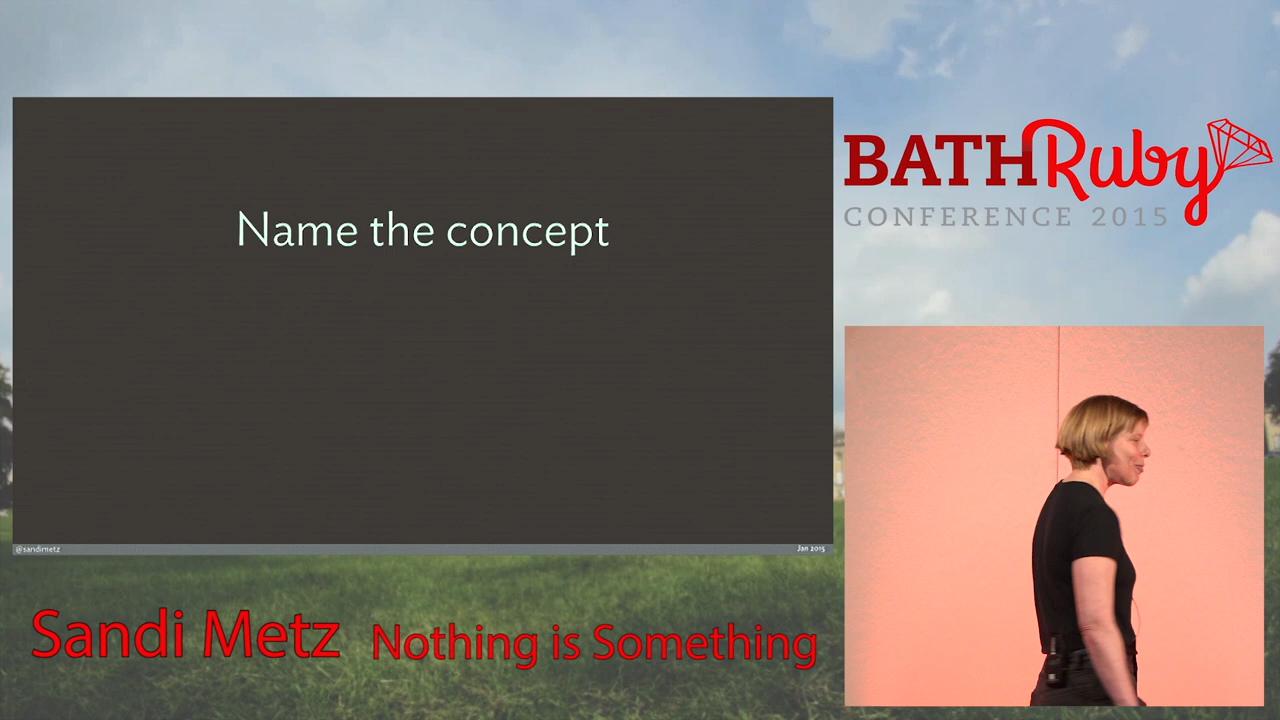 Name the concept
@sandimetz
Jan 2015
BATHRuby
CONFERENCE 2015
Sandi Metz
Nothing is Something